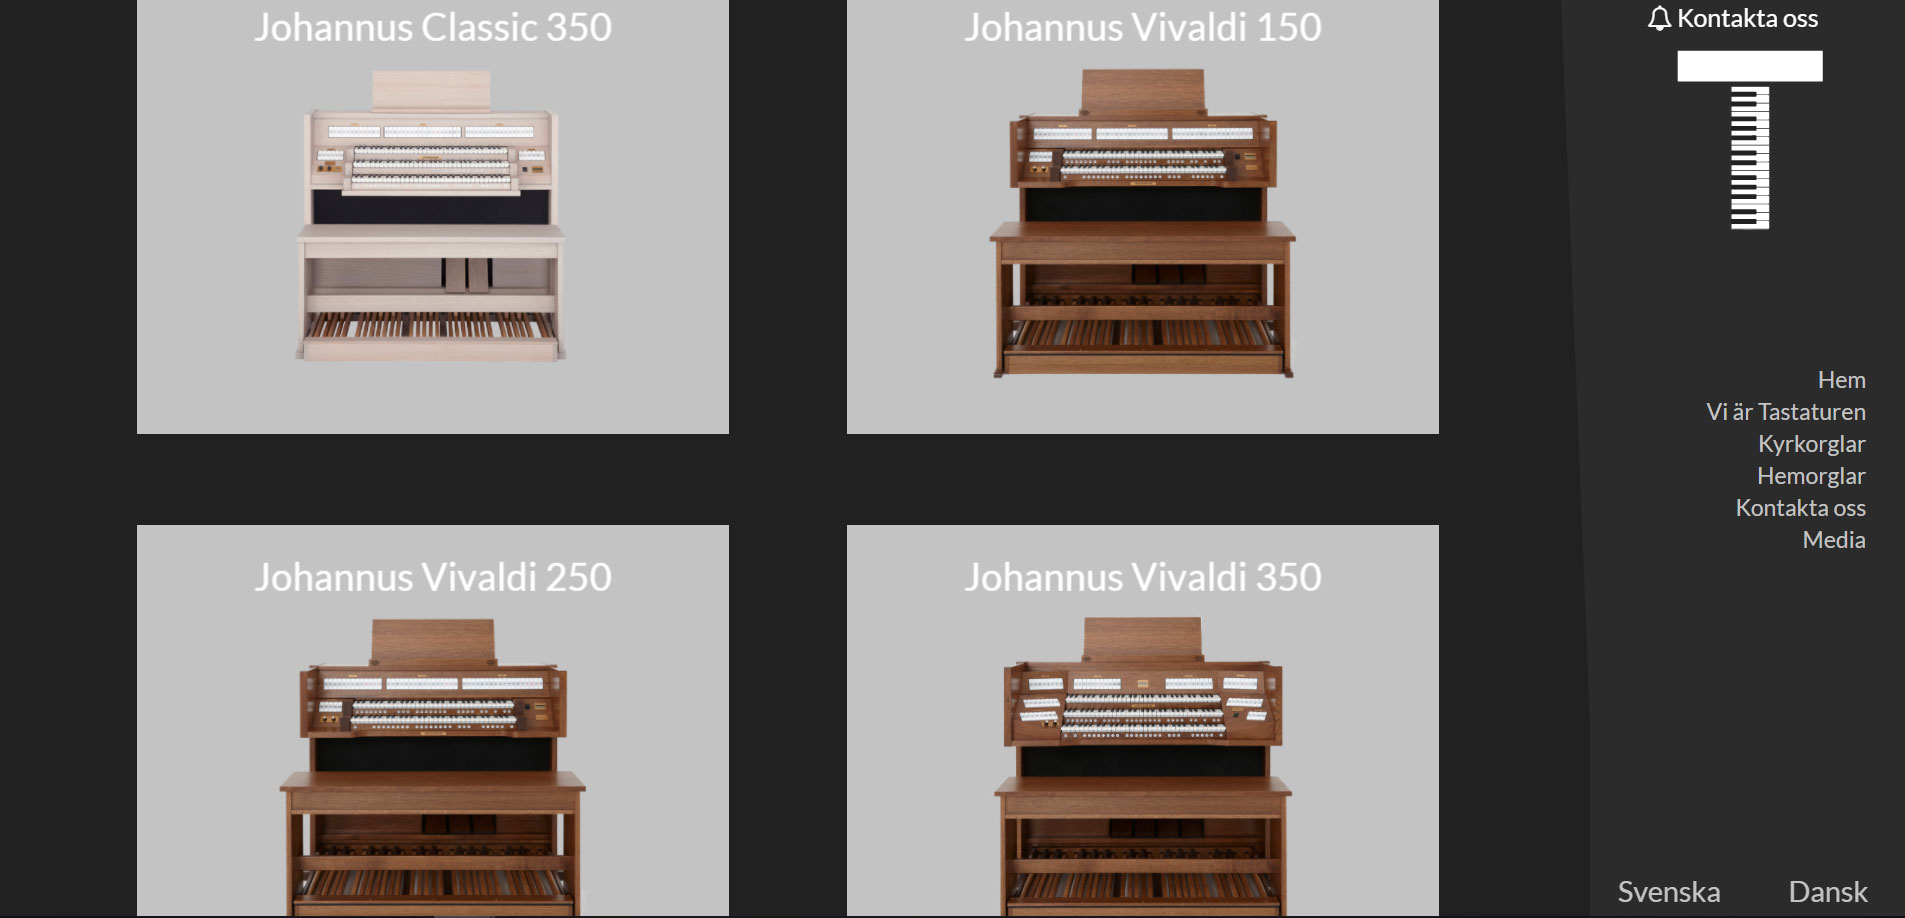 Johannus Classic 350
Johannus Vivaldi 150
Johannus Vivaldi 250
Johannus Vivaldi 350
Kontakta oss
Hem
Vi är Tastaturen
Kyrkorglar
Hemorglar
Kontakta oss
Media
Svenska
Dansk